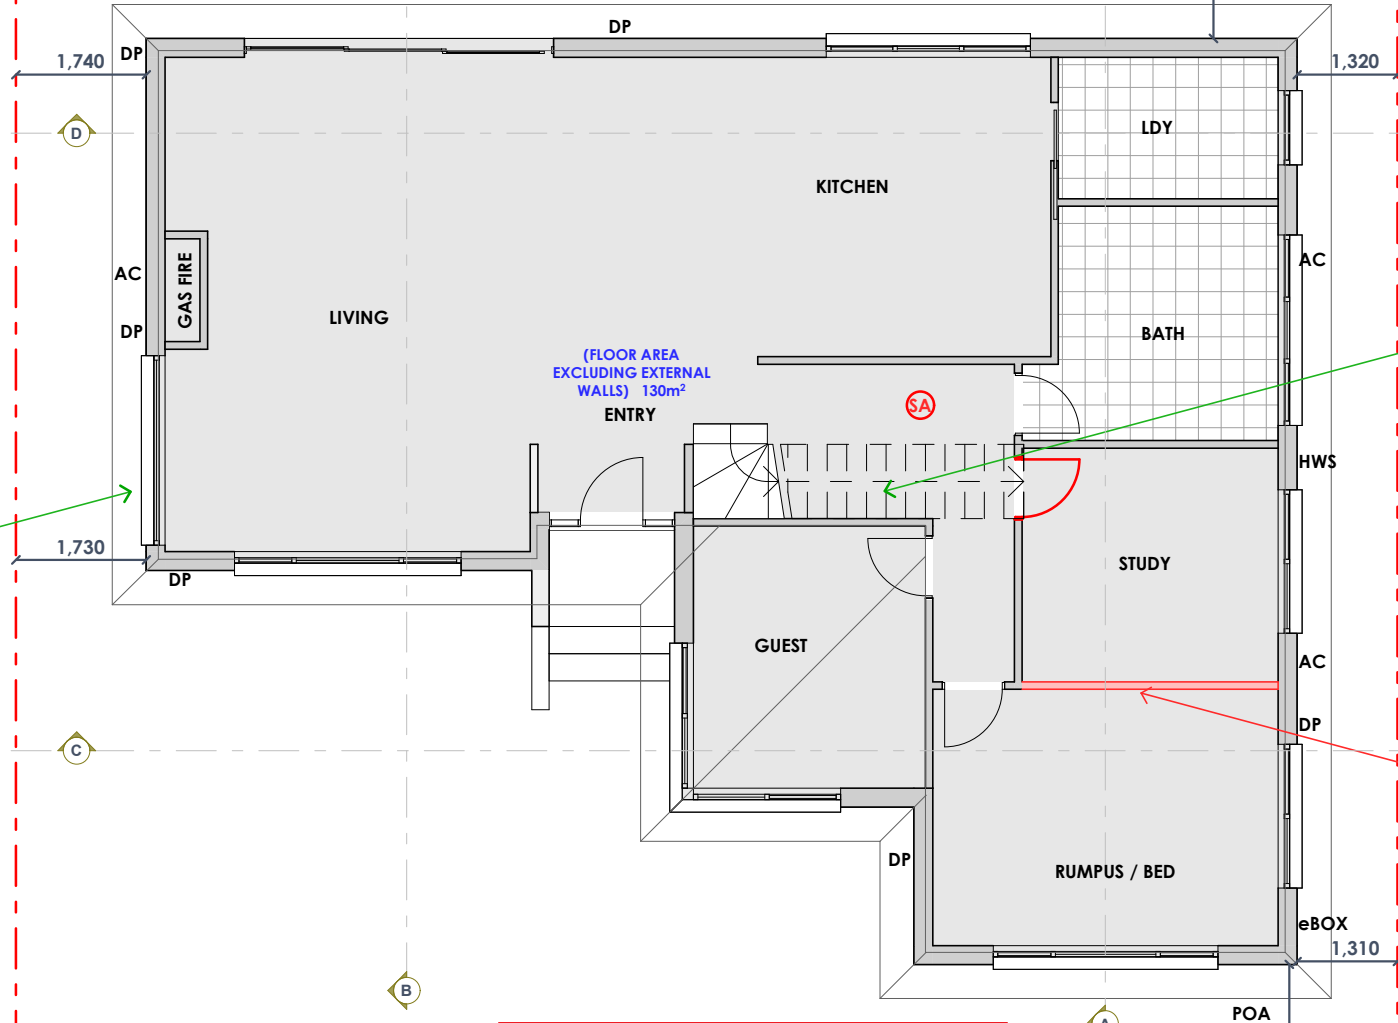 DP
DP
1,740
1,320
D
LDY
KITCHEN
AC
GAS FIRE
AC
DP
LIVING
BATH
(FLOOR AREA
EXCLUDING EXTERNAL
WALLS) 130m²
ENTRY
SA
HWS
1,730
DP
STUDY
GUEST
AC
DP
C
DP
RUMPUS / BED
eBOX
1,310
B
POA
A